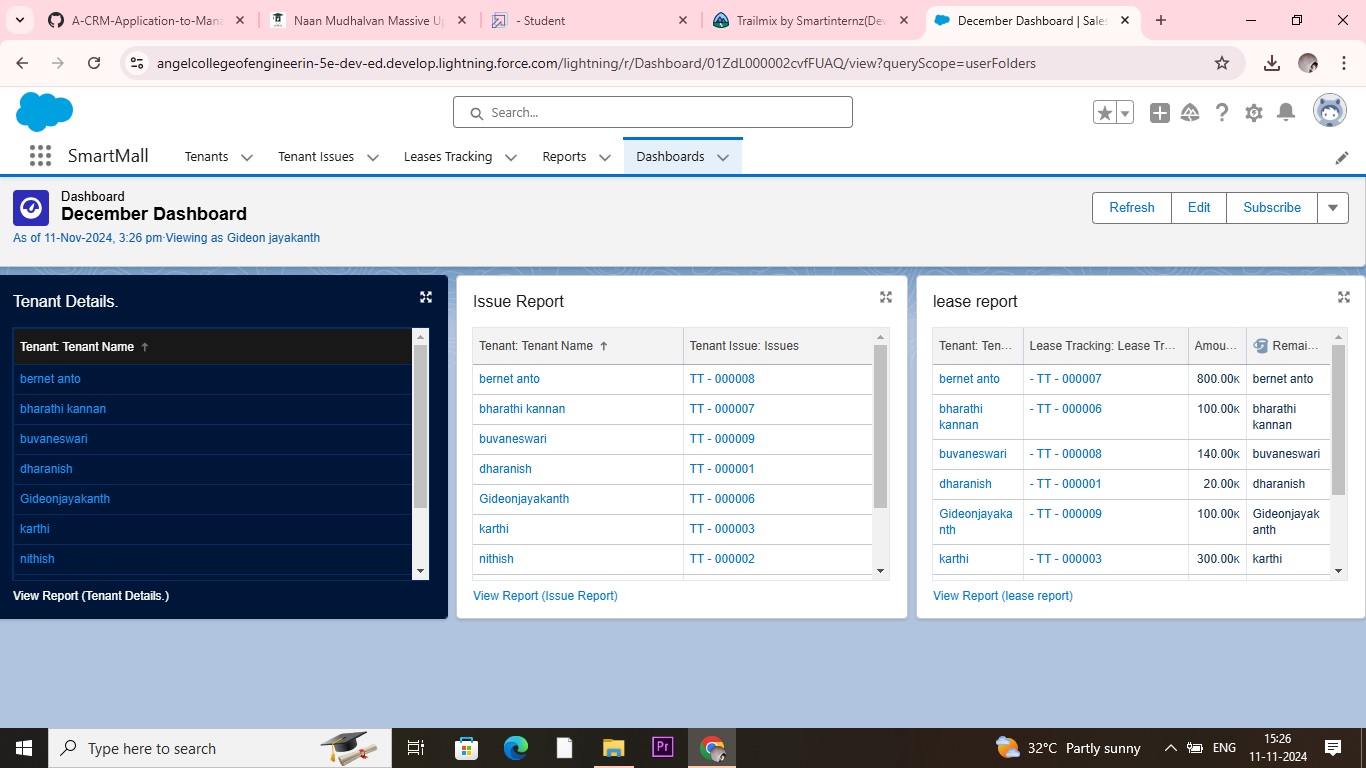 A-CRM-Application-to-Mana
Naan Mudhalvan Massive Up
- Student
Trailmix by Smartinternz(Dev
December Dashboard | Sales
angelcollegeofengineerin-5e-dev-ed.develop.lightning.force.com/lightning/r/Dashboard/01ZdL000002cvfFUAQ/view?queryScope=userFolders
Search...
SmartMall
Tenants
Tenant Issues
Leases Tracking
Reports
Dashboards
Dashboard
December Dashboard
As of 11-Nov-2024, 3:26 pm·Viewing as Gideon jayakanth
Refresh
Edit
Subscribe
Tenant Details.
Tenant: Tenant Name ↑
bernet anto
bharathi kannan
buvaneswari
dharanish
Gideonjayakanth
karthi
nithish
View Report (Tenant Details.)
Issue Report
Tenant: Tenant Name ↑ Tenant Issue: Issues
bernet anto TT - 000008
bharathi kannan TT - 000007
buvaneswari TT - 000009
dharanish TT - 000001
Gideonjayakanth TT - 000006
karthi TT - 000003
nithish TT - 000002
View Report (Issue Report)
lease report
Tenant: Ten... Lease Tracking: Lease Tr... Amou... Remai...
bernet anto - TT - 000007 800.00K bernet anto
bharathi - TT - 000006 100.00K bharathi
kannan kannan
buvaneswari - TT - 000008 140.00K buvaneswari
dharanish - TT - 000001 20.00K dharanish
Gideonjayaka - TT - 000009 100.00K Gideonjayak
nth anth
karthi - TT - 000003 300.00K karthi
View Report (lease report)
Type here to search
Pr
32°C Partly sunny
ENG
15:26
11-11-2024